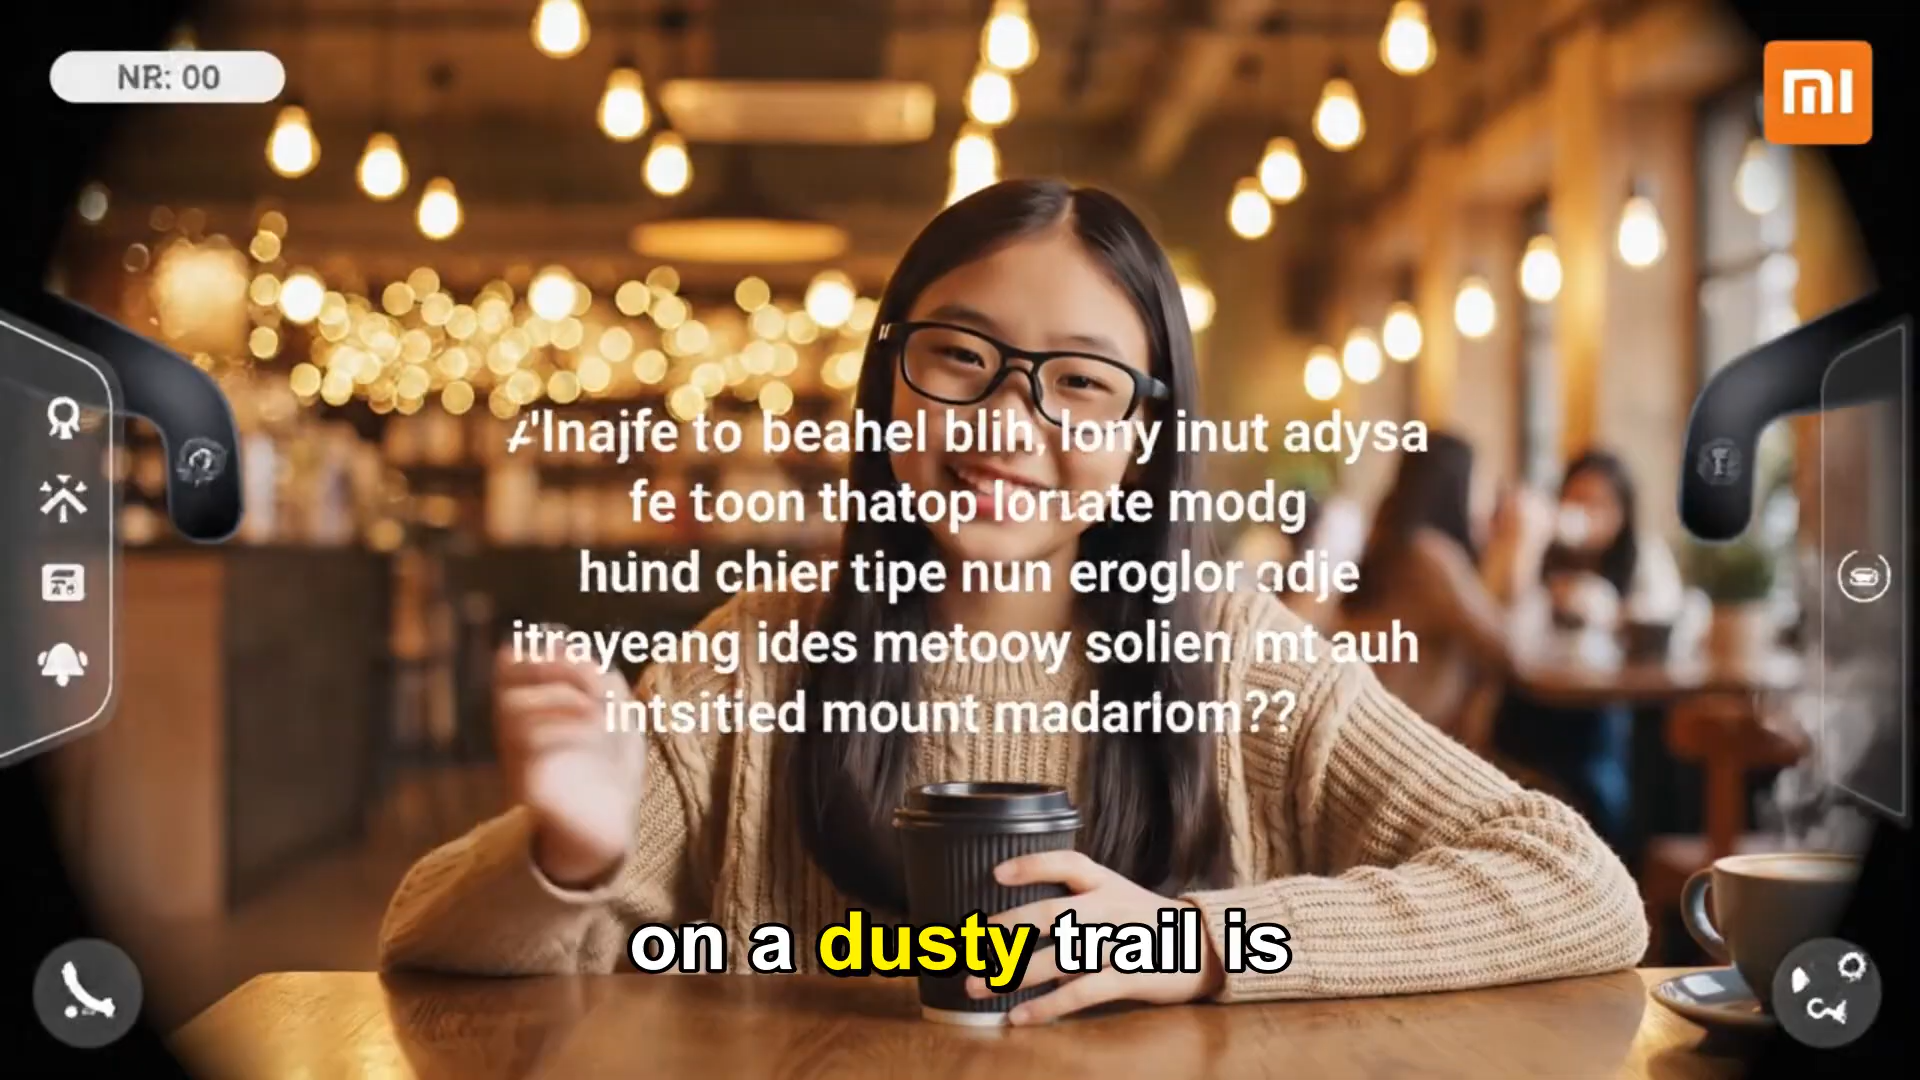 NR: 00
mi
A'lnajfe to beahel blih, lony inut adysa
fe toon thatop loriate modg
hund chier tipe nun eroglor adje
itrayeang ides metoow solien mt auh
intsitied mount madarlom??
on a dusty trail is